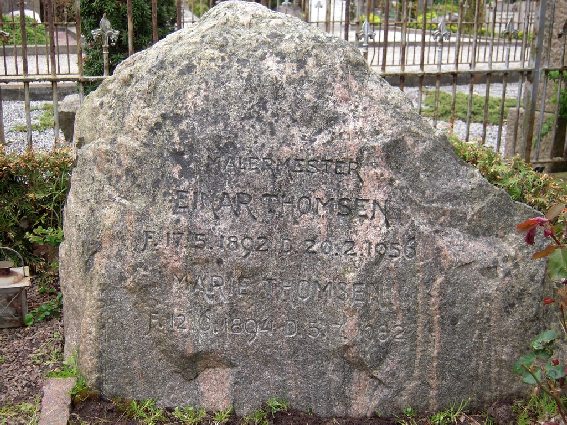 MALERMESTER
EINAR THOMSEN
F. 17.5.1892 D. 20.2.1956
MARIE THOMSEN
1894 D.